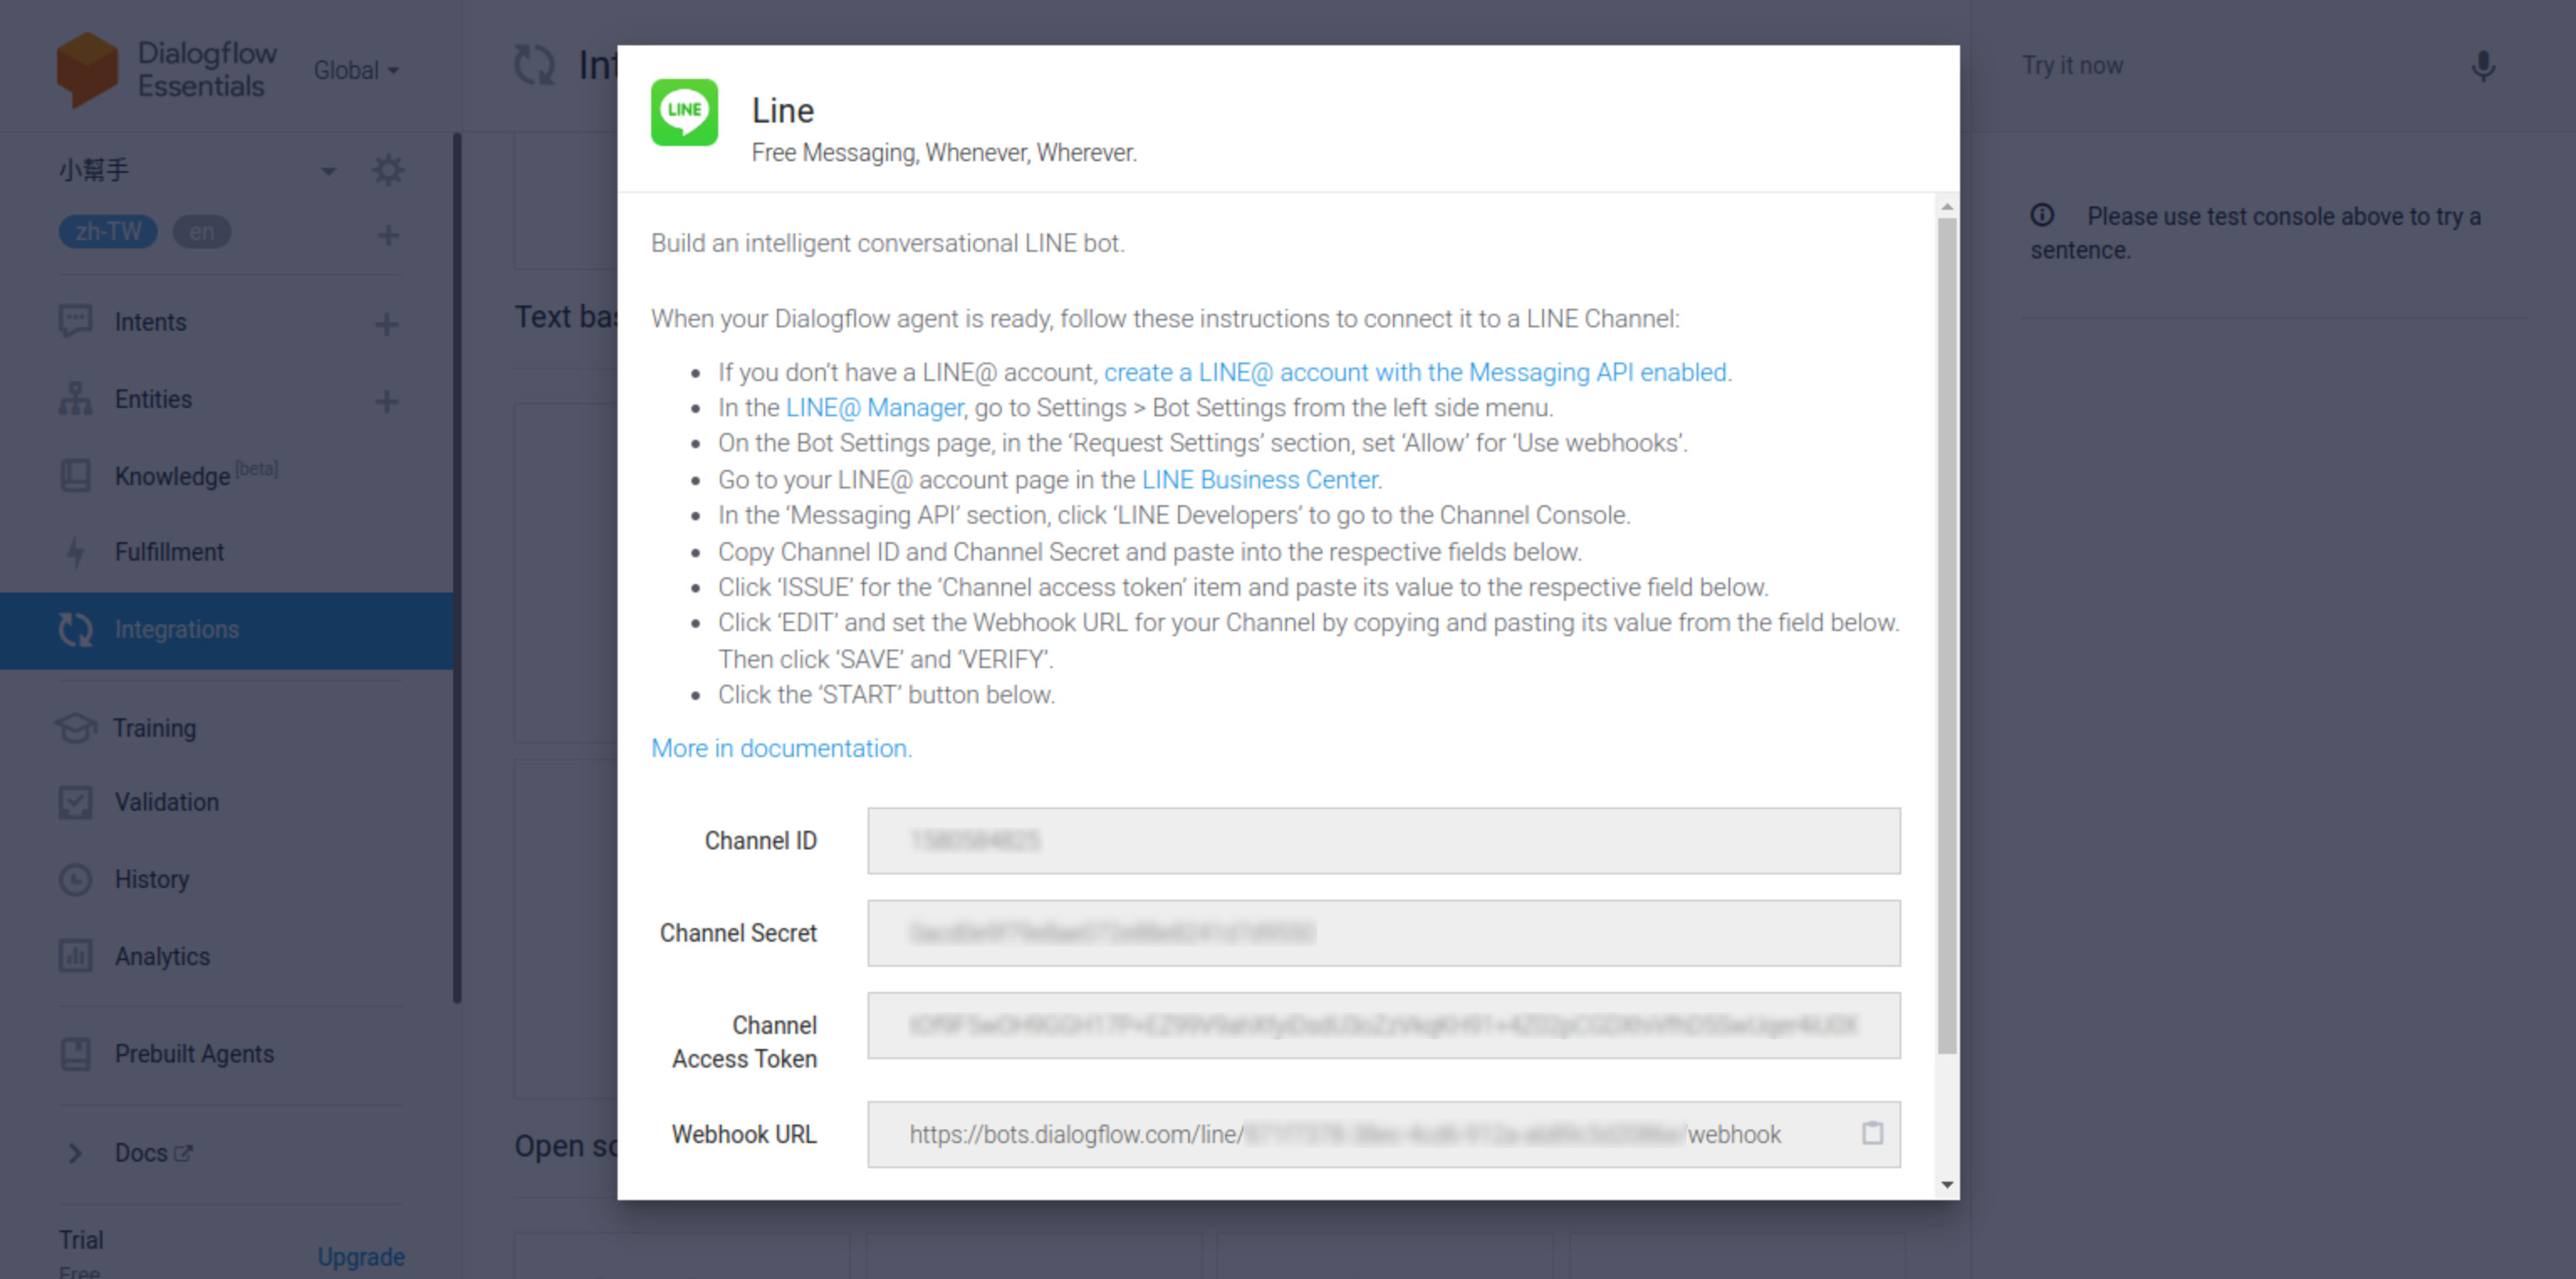 Dialogflow
Essentials
Global
小幫手
zh-TW
en
Intents
Entities
Knowledge [beta]
Fulfillment
Integrations
Training
Validation
History
Analytics
Prebuilt Agents
Docs
Trial
Free
Upgrade
Int
Text bas
Open so
LINE
Line
Free Messaging, Whenever, Wherever.
Build an intelligent conversational LINE bot.
When your Dialogflow agent is ready, follow these instructions to connect it to a LINE Channel:
If you don’t have a LINE@ account, create a LINE@ account with the Messaging API enabled.
In the LINE@ Manager, go to Settings > Bot Settings from the left side menu.
On the Bot Settings page, in the ‘Request Settings’ section, set ‘Allow’ for ‘Use webhooks’.
Go to your LINE@ account page in the LINE Business Center.
In the ‘Messaging API’ section, click ‘LINE Developers’ to go to the Channel Console.
Copy Channel ID and Channel Secret and paste into the respective fields below.
Click ‘ISSUE’ for the ‘Channel access token’ item and paste its value to the respective field below.
Click ‘EDIT’ and set the Webhook URL for your Channel by copying and pasting its value from the field below.
Then click ‘SAVE’ and ‘VERIFY’.
Click the ‘START’ button below.
More in documentation.
Channel ID
Channel Secret
Channel
Access Token
Webhook URL
https://bots.dialogflow.com/line/ webhook
Try it now
Please use test console above to try a
sentence.